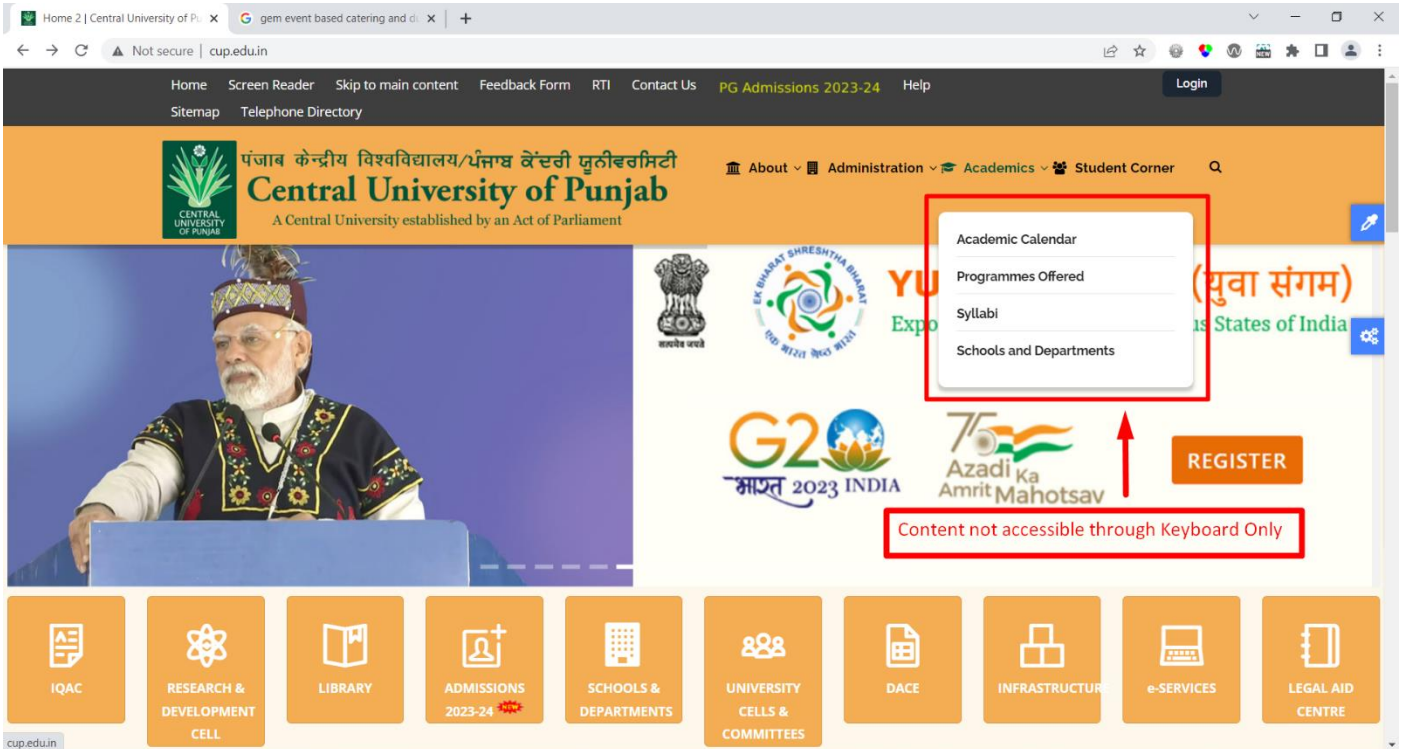 Home 2 | Central University of Pu
gem event based catering and d
Not secure | cup.edu.in
Home Screen Reader Skip to main content Feedback Form RTI Contact Us PG Admissions 2023-24 Help Login
Sitemap Telephone Directory
पंजाब केन्द्रीय विश्वविद्यालय/ਪੰਜਾਬ ਕੇਂਦਰੀ ਯੂਨੀਵਰਸਿਟੀ
Central University of Punjab
A Central University established by an Act of Parliament
CENTRAL
UNIVERSITY
OF PUNJAB
About Administration Academics Student Corner
Academic Calendar
Programmes Offered
Syllabi
Schools and Departments
EK BHARAT SHRESHTHA BHARAT
एक भारत श्रेष्ठ भारत
सत्यमेव जयते
YU (युवा संगम)
Expo us States of India
G20
भारत 2023 INDIA
75
Azadi Ka
Amrit Mahotsav
REGISTER
Content not accessible through Keyboard Only
IQAC
RESEARCH &
DEVELOPMENT
CELL
LIBRARY
ADMISSIONS
2023-24 NEW
SCHOOLS &
DEPARTMENTS
UNIVERSITY
CELLS &
COMMITTEES
DACE
INFRASTRUCTURE
e-SERVICES
LEGAL AID
CENTRE
cup.edu.in